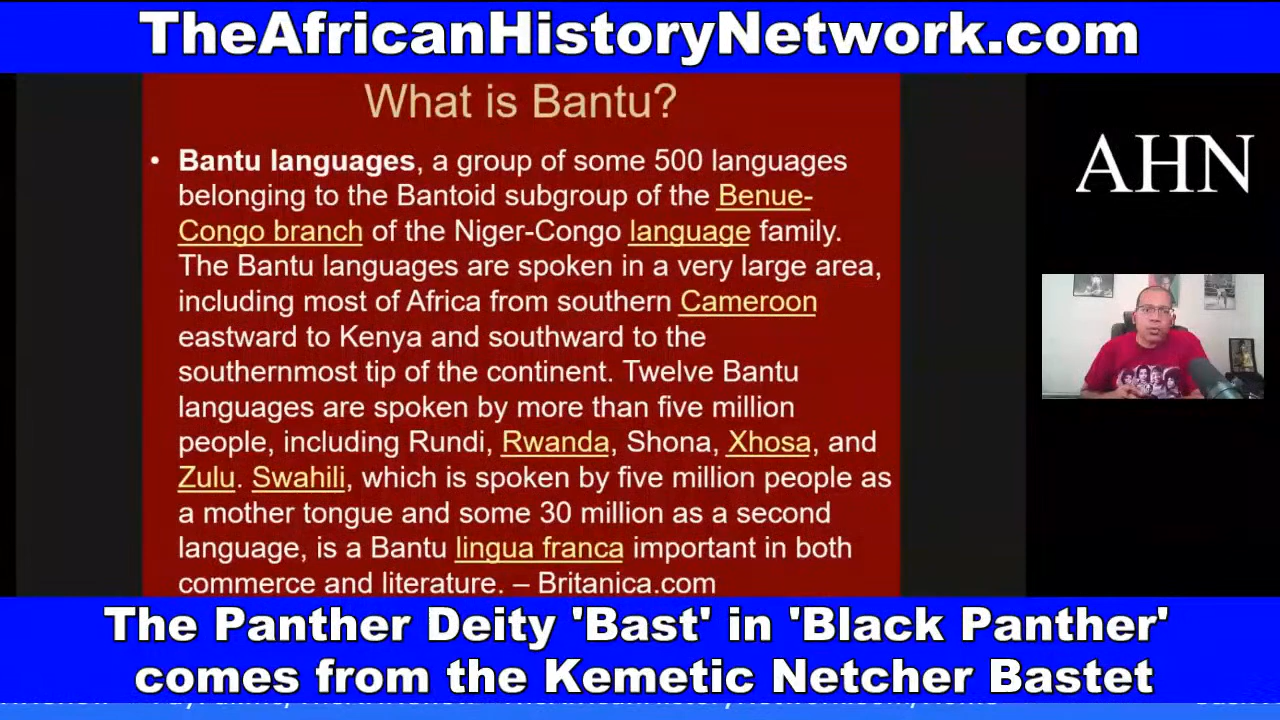 TheAfricanHistoryNetwork.com
What is Bantu?
AHN
• Bantu languages, a group of some 500 languages
belonging to the Bantoid subgroup of the Benue-
Congo branch of the Niger-Congo language family.
The Bantu languages are spoken in a very large area,
including most of Africa from southern Cameroon
eastward to Kenya and southward to the
southernmost tip of the continent. Twelve Bantu
languages are spoken by more than five million
people, including Rundi, Rwanda, Shona, Xhosa, and
Zulu. Swahili, which is spoken by five million people as
a mother tongue and some 30 million as a second
language, is a Bantu lingua franca important in both
commerce and literature. – Britanica.com
The Panther Deity 'Bast' in 'Black Panther'
comes from the Kemetic Netcher Bastet